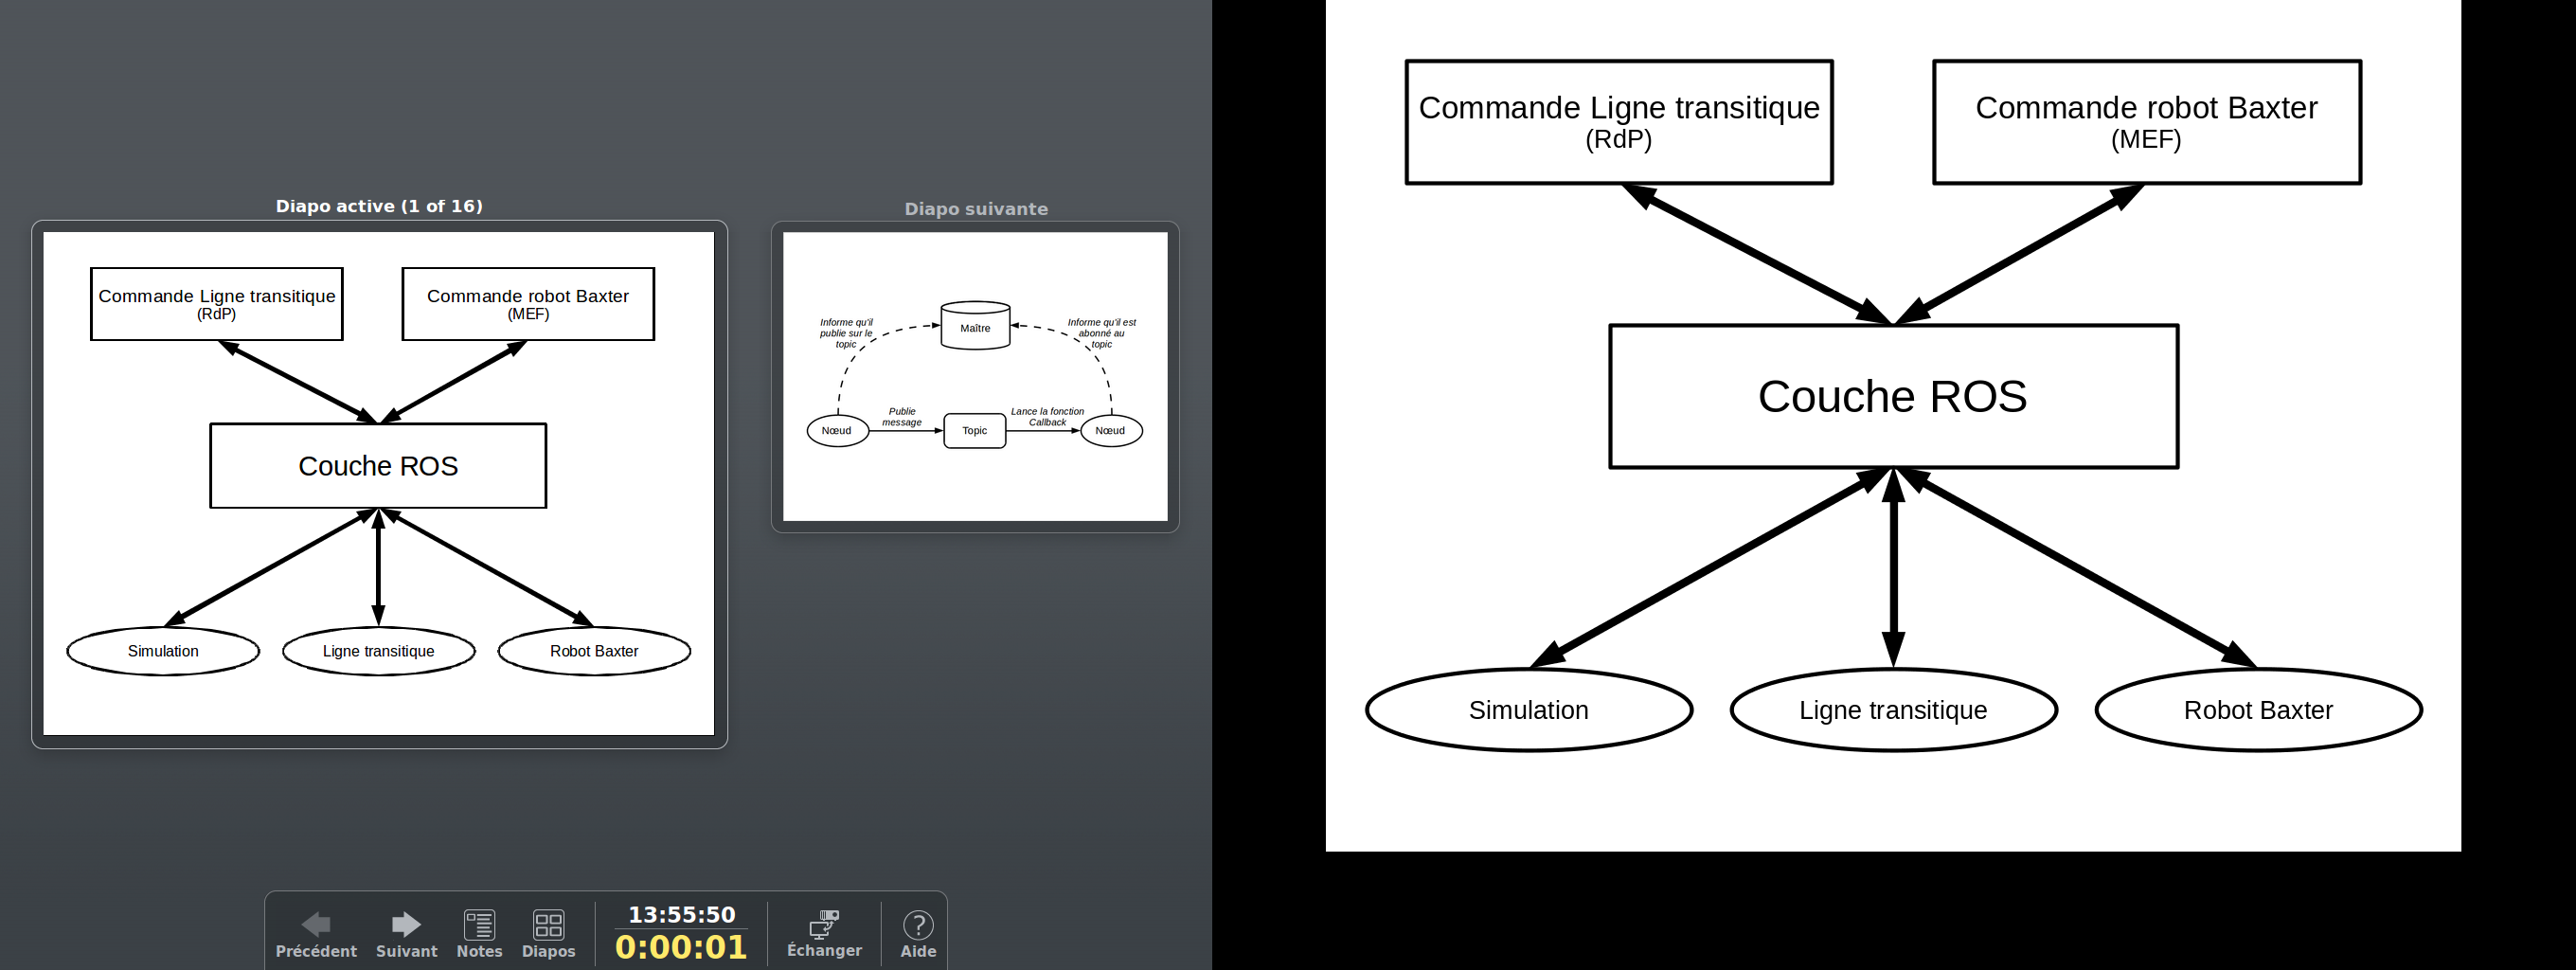 Diapo active (1 of 16)
Commande Ligne transitique
(RdP)
Commande robot Baxter
(MEF)
Couche ROS
Simulation
Ligne transitique
Robot Baxter
Diapo suivante
Informe qu'il
publie sur le
topic
Maître
Informe qu'il est
abonné au
topic
Nœud
Publie
message
Topic
Lance la fonction
Callback
Nœud
Précédent
Suivant
Notes
Diapos
13:55:50
0:00:01
Échanger
Aide
Commande Ligne transitique
(RdP)
Commande robot Baxter
(MEF)
Couche ROS
Simulation
Ligne transitique
Robot Baxter